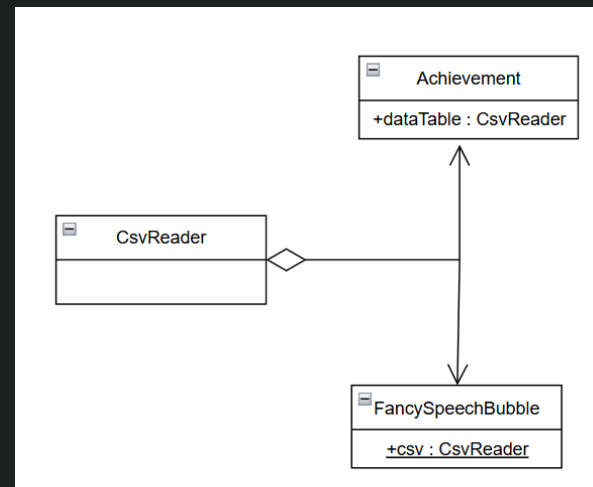 Achievement
+dataTable : CsvReader
CsvReader
FancySpeechBubble
+csv : CsvReader